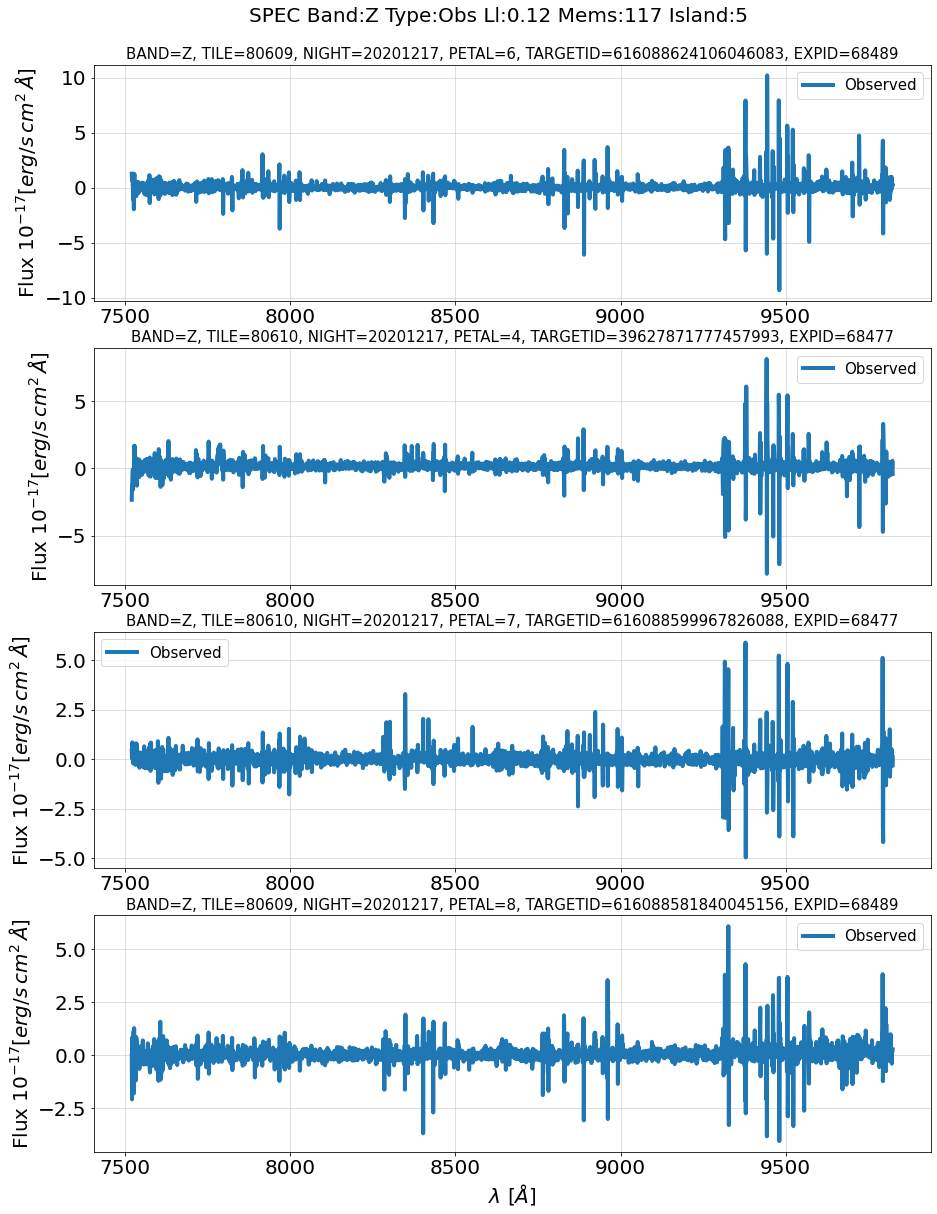 SPEC Band:Z Type:Obs Ll:0.12 Mems:117 Island:5
BAND=Z, TILE=80609, NIGHT=20201217, PETAL=6, TARGETID=616088624106046083, EXPID=68489
Flux 10^{-17}[erg/s cm^2 Å]
10
5
0
−5
−10
Observed
7500 8000 8500 9000 9500
BAND=Z, TILE=80610, NIGHT=20201217, PETAL=4, TARGETID=39627871777457993, EXPID=68477
Flux 10^{-17}[erg/s cm^2 Å]
5
0
−5
Observed
7500 8000 8500 9000 9500
BAND=Z, TILE=80610, NIGHT=20201217, PETAL=7, TARGETID=616088599967826088, EXPID=68477
Flux 10^{-17}[erg/s cm^2 Å]
5.0
2.5
0.0
−2.5
−5.0
Observed
7500 8000 8500 9000 9500
BAND=Z, TILE=80609, NIGHT=20201217, PETAL=8, TARGETID=616088581840045156, EXPID=68489
Flux 10^{-17}[erg/s cm^2 Å]
5.0
2.5
0.0
−2.5
Observed
7500 8000 8500 9000 9500
λ [Å]